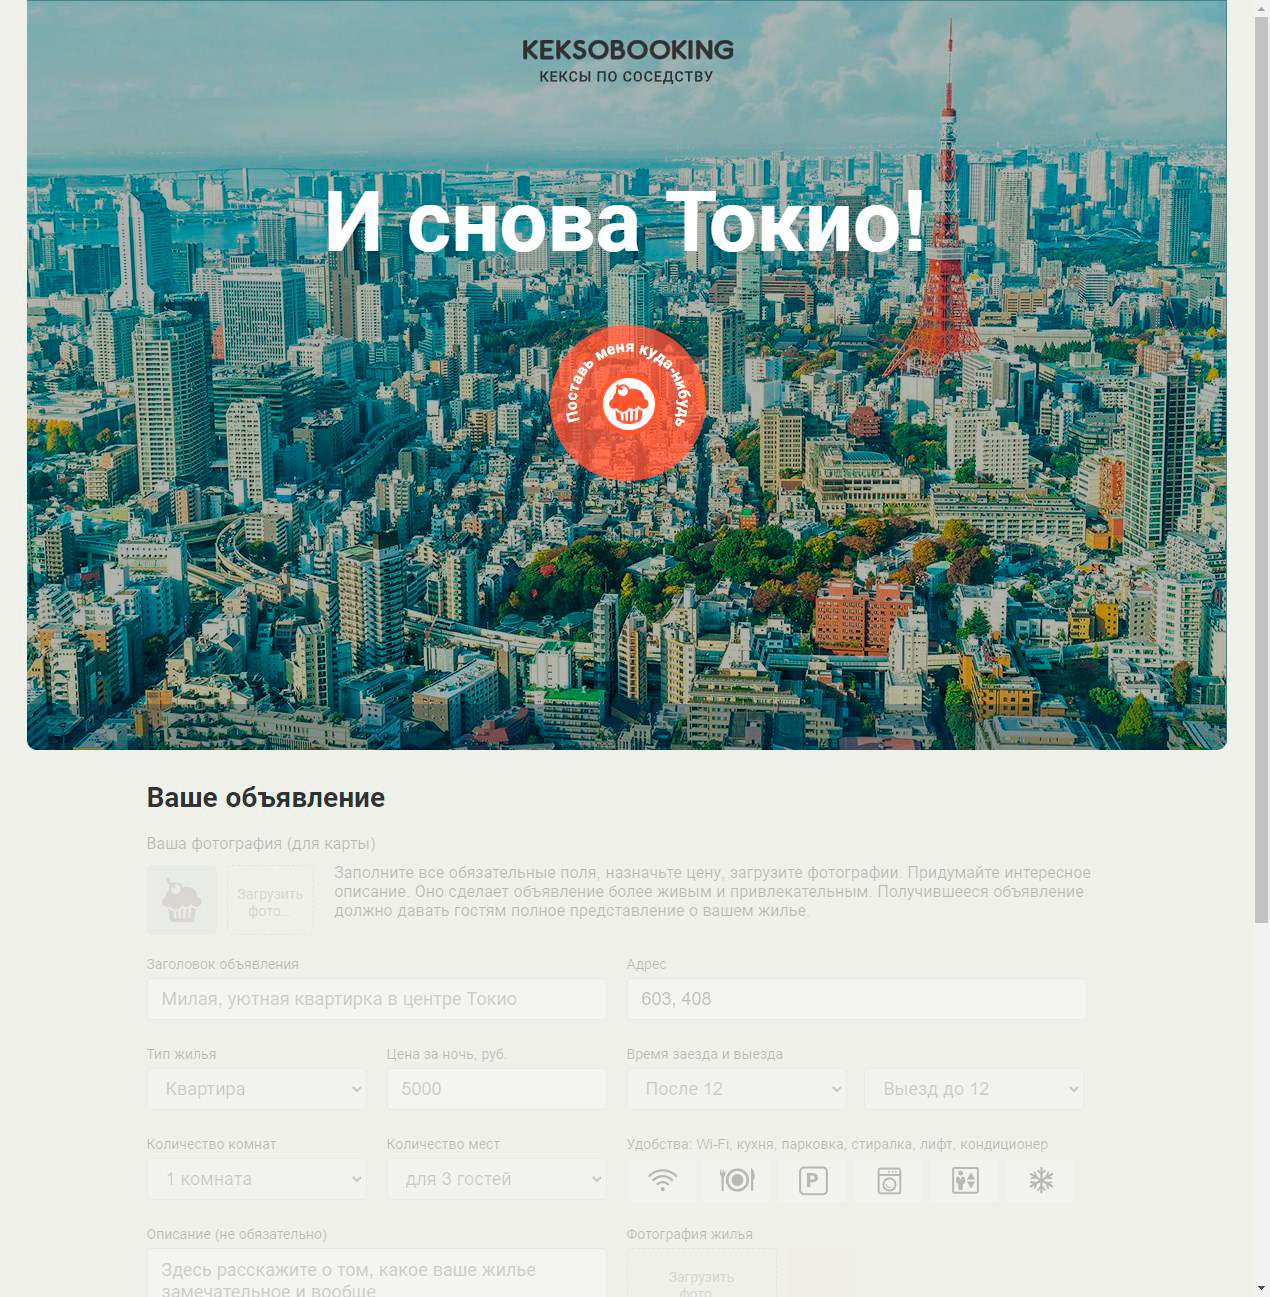 KEKSOBOOKING
КЕКСЫ ПО СОСЕДСТВУ
И снова Токио!
Поставь меня куда-нибудь
Ваше объявление
Ваша фотография (для карты)
Загрузить
фото...
Заполните все обязательные поля, назначьте цену, загрузите фотографии. Придумайте интересное
описание. Оно сделает объявление более живым и привлекательным. Получившееся объявление
должно давать гостям полное представление о вашем жилье.
Заголовок объявления
Адрес
Милая, уютная квартирка в центре Токио
603, 408
Тип жилья
Цена за ночь, руб.
Время заезда и выезда
Квартира
5000
После 12
Выезд до 12
Количество комнат
Количество мест
Удобства: Wi-Fi, кухня, парковка, стиралка, лифт, кондиционер
1 комната
для 3 гостей
P
Описание (не обязательно)
Фотография жилья
Здесь расскажите о том, какое ваше жилье
замечательное и вообще
Загрузить
фото...